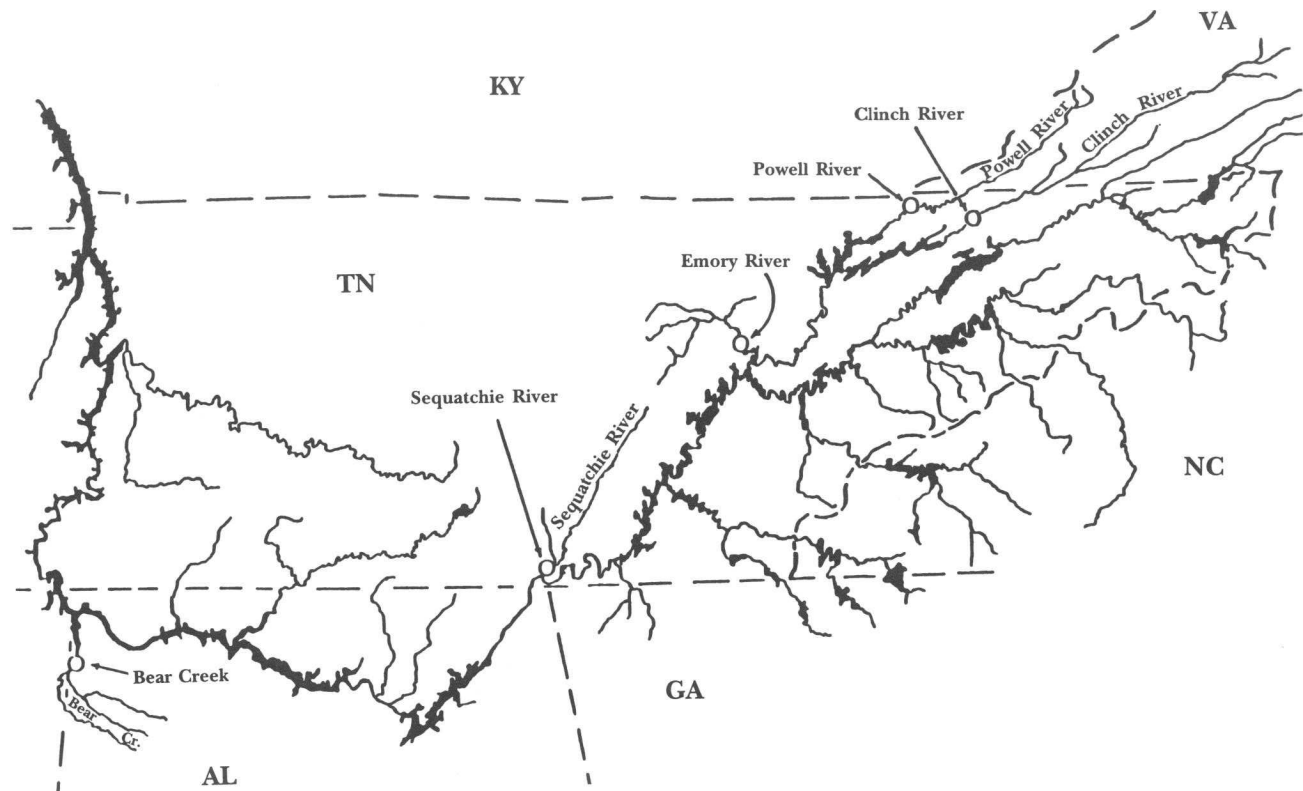 VA
KY
Clinch River
Powell River
Clinch River
Powell River
Emory River
TN
Sequatchie River
Sequatchie River
NC
Bear Creek
GA
Bear
Cr.
AL